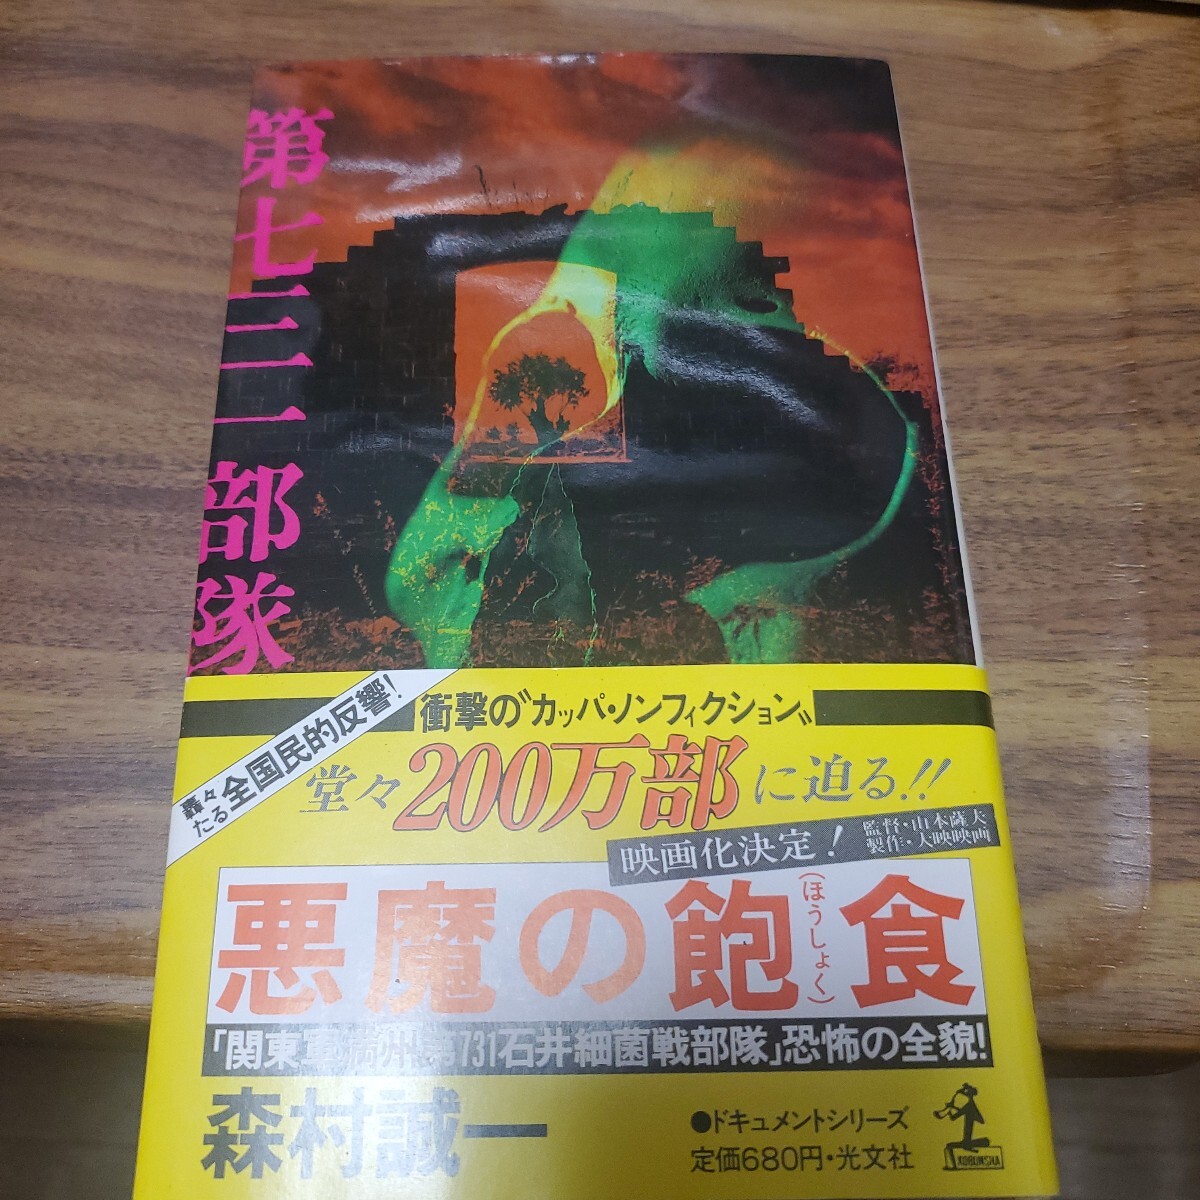 第七三一部隊
轟々たる全国民的反響!
衝撃の"カッパ・ノンフィクション"
堂々200万部に迫る!!
映画化決定! 監督・山本薩夫
製作・大映映画
悪魔の飽食
(ほうしょく)
「関東軍満州第731石井細菌戦部隊」恐怖の全貌!
森村誠一
●ドキュメントシリーズ
定価680円・光文社
KOBUNSHA